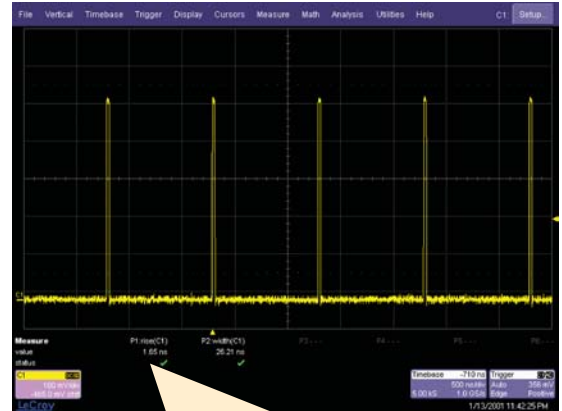 File Vertical Timebase Trigger Display Cursors Measure Math Analysis Utilities Help C1 Setup...
C1
Measure P1:rise(C1) P2:width(C1) P3:--- P4:--- P5:--- P6:---
value 1.65 ns 26.21 ns
status
C1 Timebase -710 ns Trigger
100 mV/div 500 ns/div Auto 356 mV
5.00 kS 1.0 GS/s Edge Positive
LeCroy 1/13/2001 11:42:25 PM